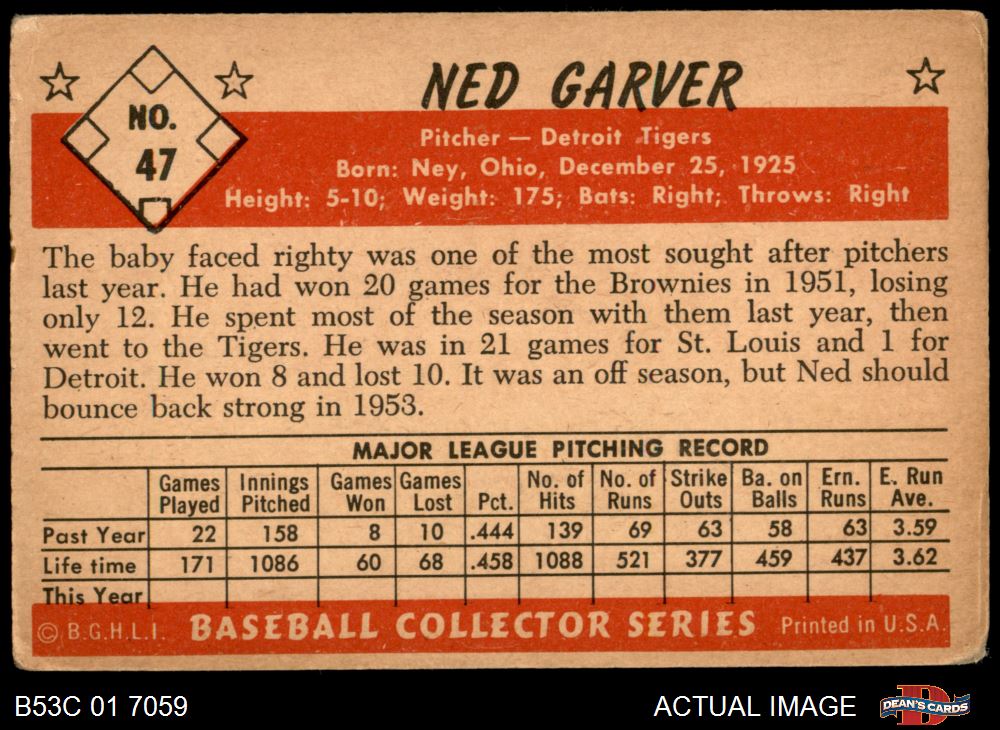 NO.
47
NED GARVER
Pitcher — Detroit Tigers
Born: Ney, Ohio, December 25, 1925
Height: 5-10; Weight: 175; Bats: Right; Throws: Right
The baby faced righty was one of the most sought after pitchers
last year. He had won 20 games for the Brownies in 1951, losing
only 12. He spent most of the season with them last year, then
went to the Tigers. He was in 21 games for St. Louis and 1 for
Detroit. He won 8 and lost 10. It was an off season, but Ned should
bounce back strong in 1953.
MAJOR LEAGUE PITCHING RECORD
Games Played Innings Pitched Games Won Games Lost Pct. No. of Hits No. of Runs Strike Outs Ba. on Balls Ern. Runs E. Run Ave.
Past Year 22 158 8 10 .444 139 69 63 58 63 3.59
Life time 171 1086 60 68 .458 1088 521 377 459 437 3.62
This Year
© B.G.H.L.I. BASEBALL COLLECTOR SERIES Printed in U.S.A.
B53C 01 7059 ACTUAL IMAGE D DEAN'S CARDS